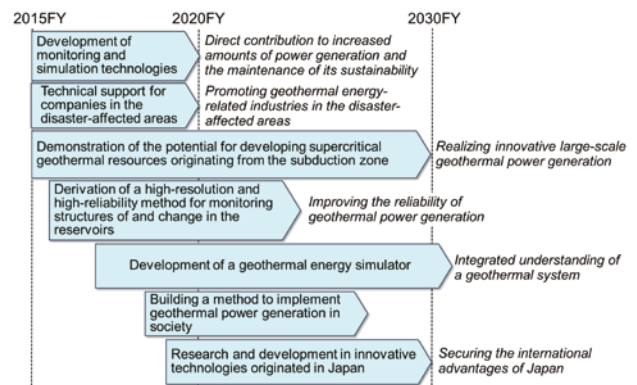 2015FY 2020FY 2030FY
Development of
monitoring and
simulation technologies
Direct contribution to increased
amounts of power generation and
the maintenance of its sustainability
Technical support for
companies in the
disaster-affected areas
Promoting geothermal energy-
related industries in the disaster-
affected areas
Demonstration of the potential for developing supercritical
geothermal resources originating from the subduction zone
Realizing innovative large-scale
geothermal power generation
Derivation of a high-resolution and
high-reliability method for monitoring
structures of and change in the
reservoirs
Improving the reliability of
geothermal power generation
Development of a geothermal energy simulator
Integrated understanding of
a geothermal system
Building a method to implement
geothermal power generation in
society
Research and development in innovative
technologies originated in Japan
Securing the international
advantages of Japan